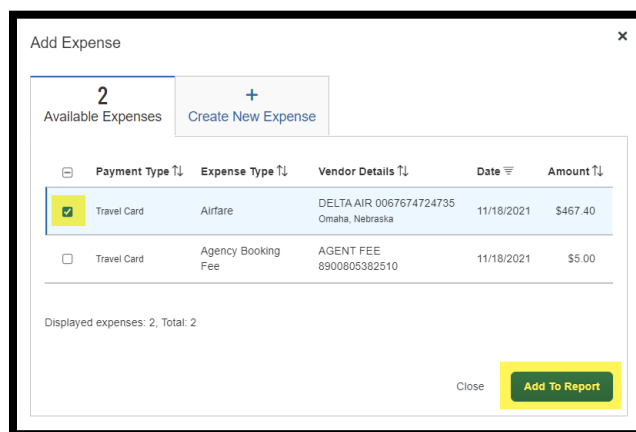 Add Expense
2
Available Expenses
+
Create New Expense
Payment Type Expense Type Vendor Details Date Amount
Travel Card Airfare DELTA AIR 0067674724735 11/18/2021 $467.40
Omaha, Nebraska
Travel Card Agency Booking Fee AGENT FEE 8900805382510 11/18/2021 $5.00
Displayed expenses: 2, Total: 2
Close Add To Report